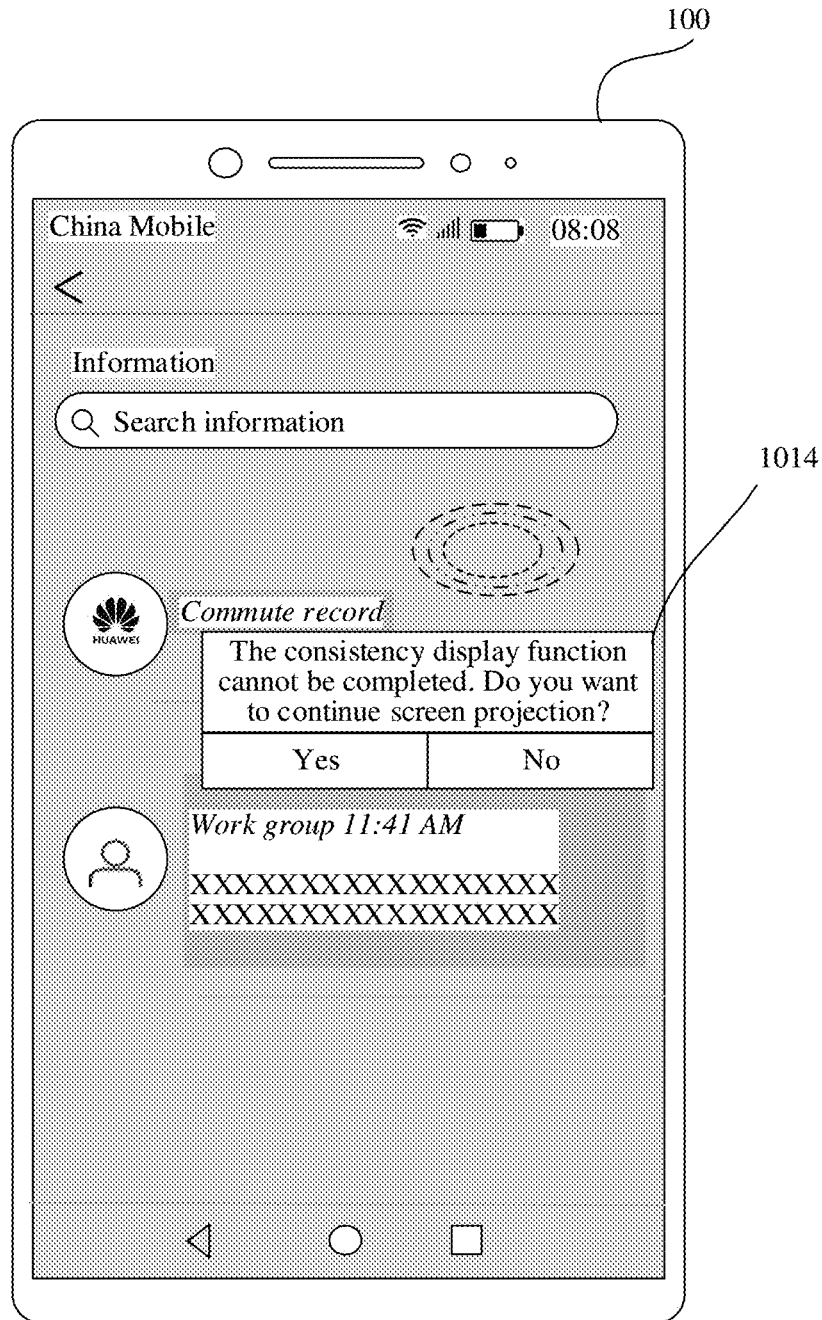 100
China Mobile 08:08
Information
Search information
1014
Commute record
HUAWEI
The consistency display function
cannot be completed. Do you want
to continue screen projection?
Yes No
Work group 11:41 AM
XXXXXXXXXXXXXXXXX
XXXXXXXXXXXXXXXXX